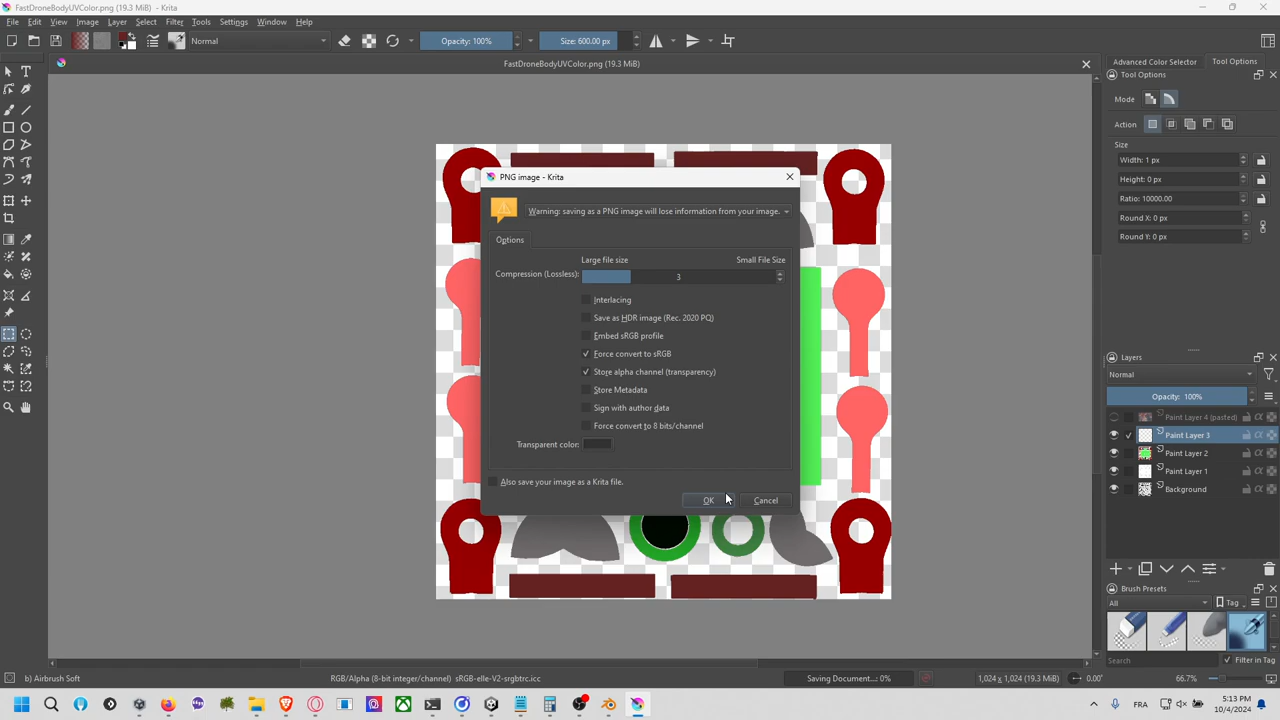 FastDroneBodyUVColor.png (19.3 MiB)  - Krita
File Edit View Image Layer Select Filter Tools Settings Window Help
Normal Opacity: 100% Size: 600.00 px
FastDroneBodyUVColor.png (19.3 MiB)
Advanced Color Selector Tool Options
Tool Options
Mode
Action
Size
Width: 1 px
Height: 0 px
Ratio: 10000.00
Round X: 0 px
Round Y: 0 px
PNG image - Krita
Warning: saving as a PNG image will lose information from your image.
Options
Large file size Small File Size
Compression (Lossless): 3
Interlacing
Save as HDR image (Rec. 2020 PQ)
Embed sRGB profile
Force convert to sRGB
Store alpha channel (transparency)
Store Metadata
Sign with author data
Force convert to 8 bits/channel
Transparent color:
Also save your image as a Krita file.
OK Cancel
Layers
Normal
Opacity: 100%
Paint Layer 4 (pasted)
Paint Layer 3
Paint Layer 2
Paint Layer 1
Background
Brush Presets
All Tag
Search Filter in Tag
b) Airbrush Soft RGB/Alpha (8-bit integer/channel) sRGB-elle-V2-srgbtrc.icc Saving Document...: 0% 1,024 x 1,024 (19.3 MiB) 0.00° 66.7%
FRA 5:13 PM
10/4/2024